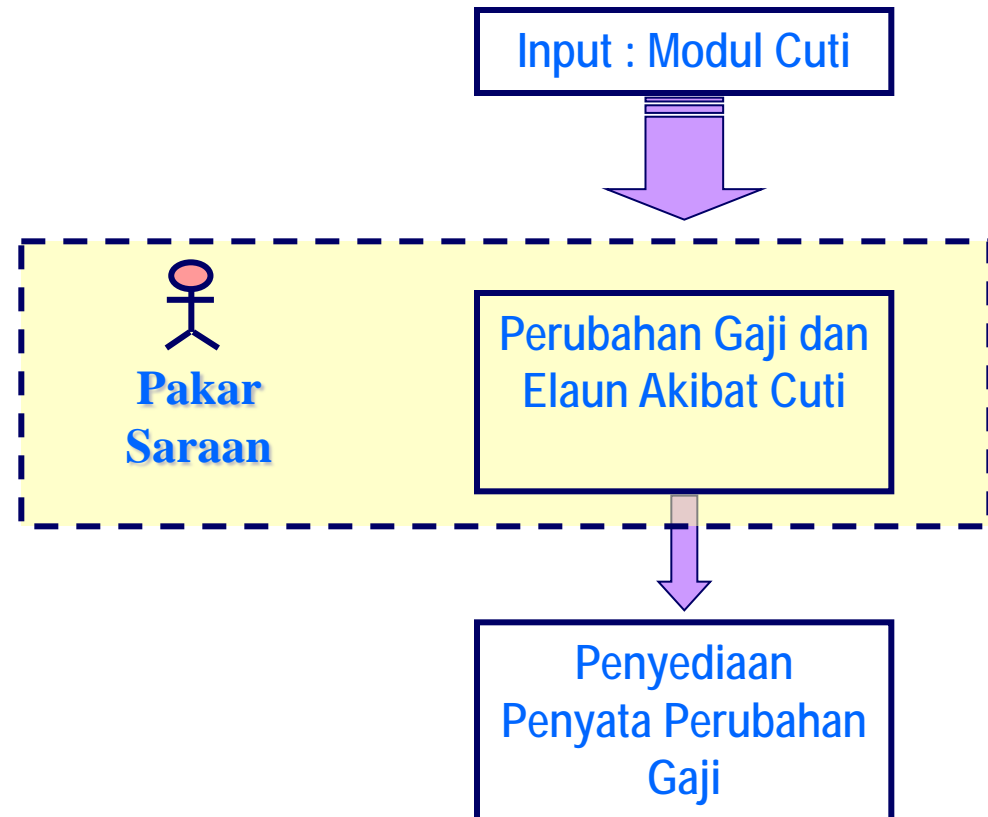 Input : Modul Cuti
Pakar
Saraan
Perubahan Gaji dan
Elaun Akibat Cuti
Penyediaan
Penyata Perubahan
Gaji